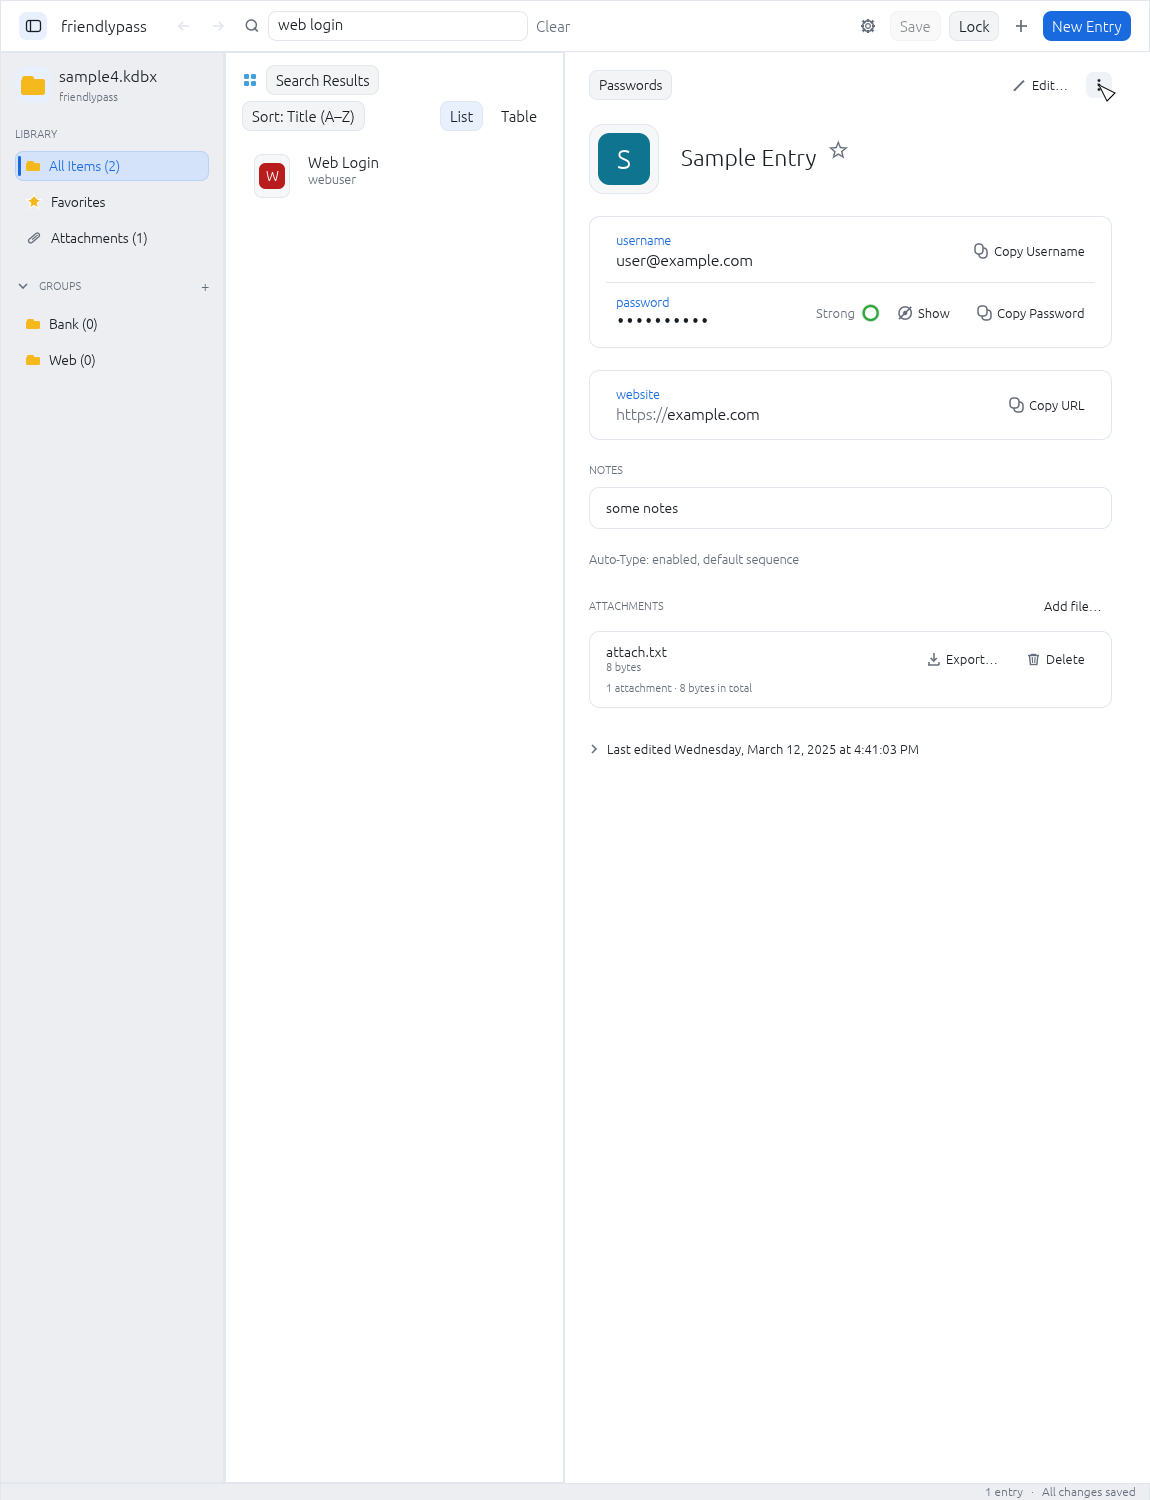 friendlypass
web login
Clear
Save
Lock
New Entry
sample4.kdbx
friendlypass
LIBRARY
All Items (2)
Favorites
Attachments (1)
GROUPS
+
Bank (0)
Web (0)
Search Results
Sort: Title (A–Z)
List
Table
W
Web Login
webuser
Passwords
Edit…
S
Sample Entry
username
user@example.com
Copy Username
password
••••••••••
Strong
Show
Copy Password
website
https://example.com
Copy URL
NOTES
some notes
Auto-Type: enabled, default sequence
ATTACHMENTS
Add file…
attach.txt
8 bytes
Export…
Delete
1 attachment · 8 bytes in total
Last edited Wednesday, March 12, 2025 at 4:41:03 PM
1 entry · All changes saved